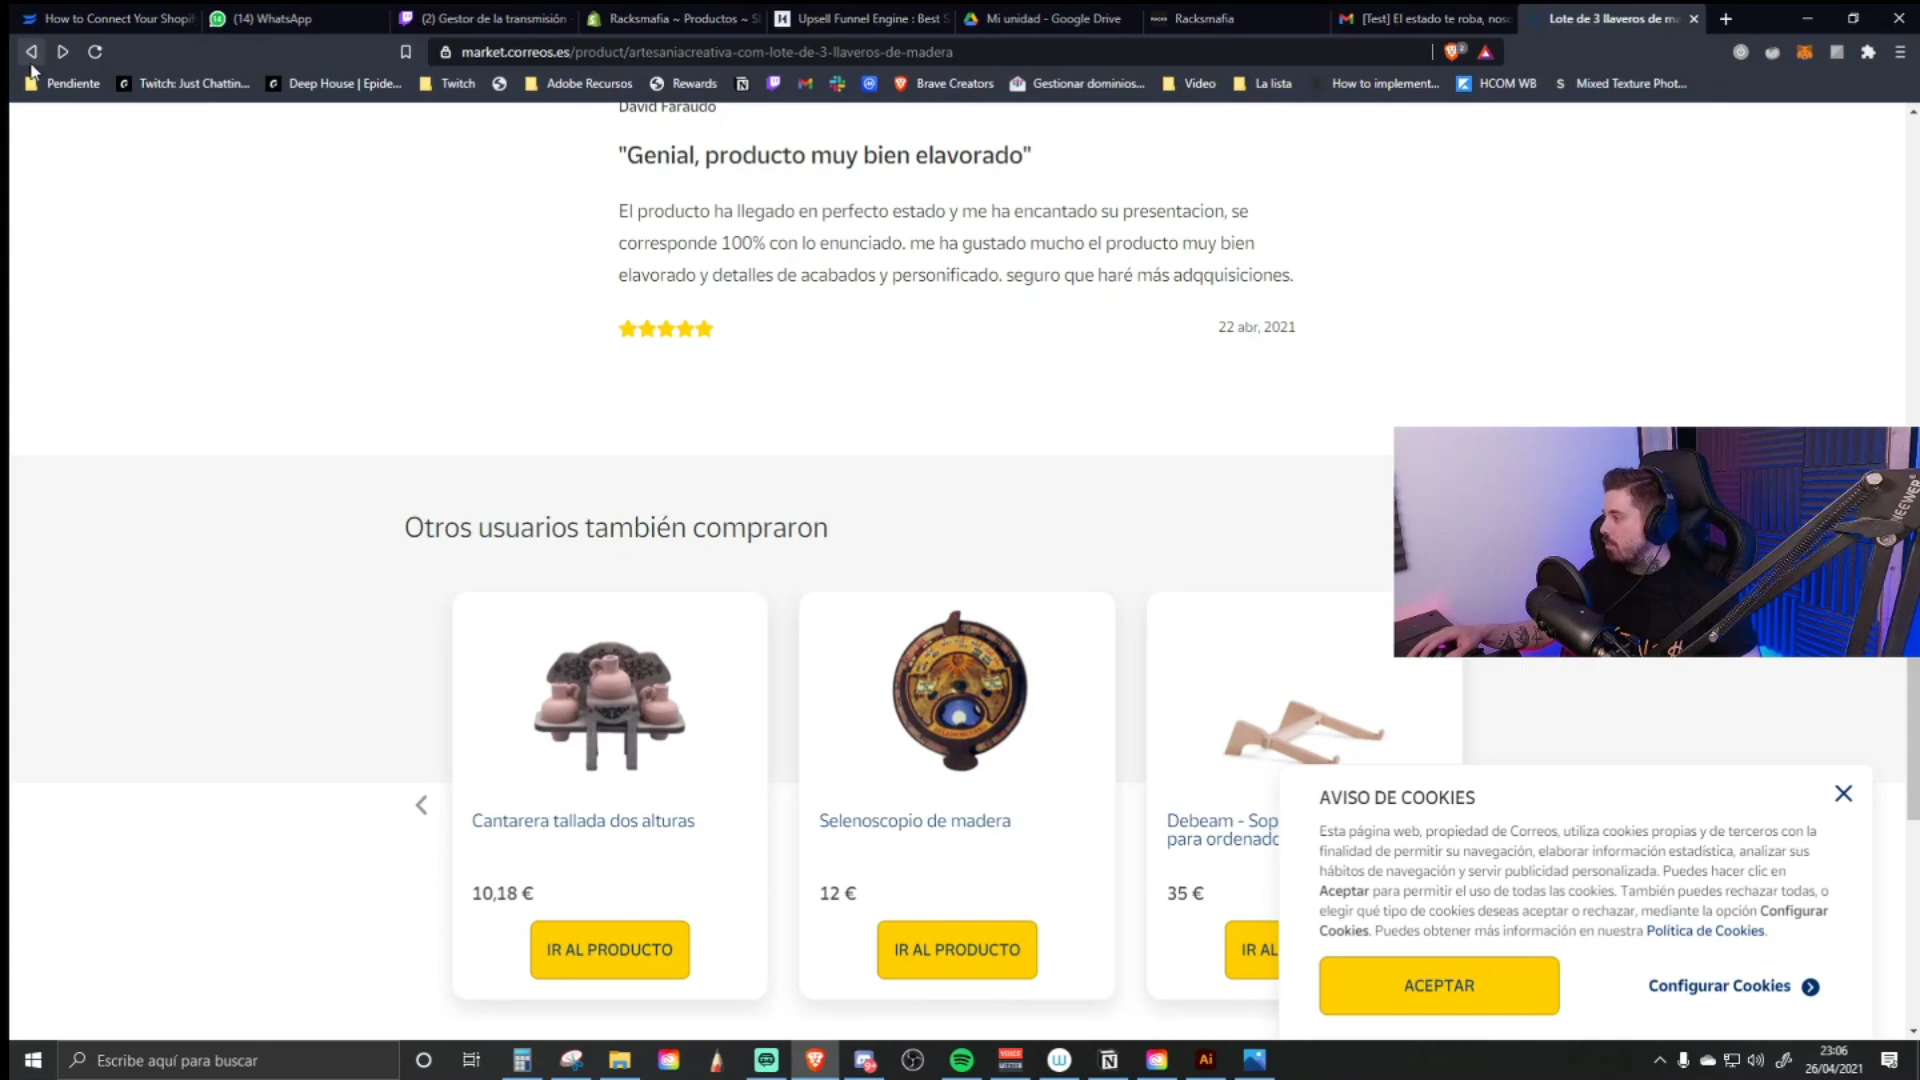 How to Connect Your Shopif
(14) WhatsApp
(2) Gestor de la transmisión
Racksmafia ~ Productos ~ S
Upsell Funnel Engine : Best S
Mi unidad - Google Drive
Racksmafia
[Test] El estado te roba, noso
Lote de 3 llaveros de ma
market.correos.es/product/artesaniacreativa-com-lote-de-3-llaveros-de-madera
Pendiente
Twitch: Just Chattin...
Deep House | Epide...
Twitch
Adobe Recursos
Rewards
Brave Creators
Gestionar dominios...
Video
La lista
How to implement...
HCOM WB
Mixed Texture Phot...
David Faraudo
"Genial, producto muy bien elavorado"
El producto ha llegado en perfecto estado y me ha encantado su presentacion, se
corresponde 100% con lo enunciado. me ha gustado mucho el producto muy bien
elavorado y detalles de acabados y personificado. seguro que haré más adqquisiciones.
22 abr, 2021
NEEWER
Otros usuarios también compraron
Cantarera tallada dos alturas
10,18 €
IR AL PRODUCTO
Selenoscopio de madera
12 €
IR AL PRODUCTO
Debeam - Sop
para ordenado
35 €
IR AL
AVISO DE COOKIES
Esta página web, propiedad de Correos, utiliza cookies propias y de terceros con la
finalidad de permitir su navegación, elaborar información estadística, analizar sus
hábitos de navegación y servir publicidad personalizada. Puedes hacer clic en
Aceptar para permitir el uso de todas las cookies. También puedes rechazar todas, o
elegir qué tipo de cookies deseas aceptar o rechazar, mediante la opción Configurar
Cookies. Puedes obtener más información en nuestra Política de Cookies.
ACEPTAR
Configurar Cookies
Escribe aquí para buscar
Ai
23:06
26/04/2021